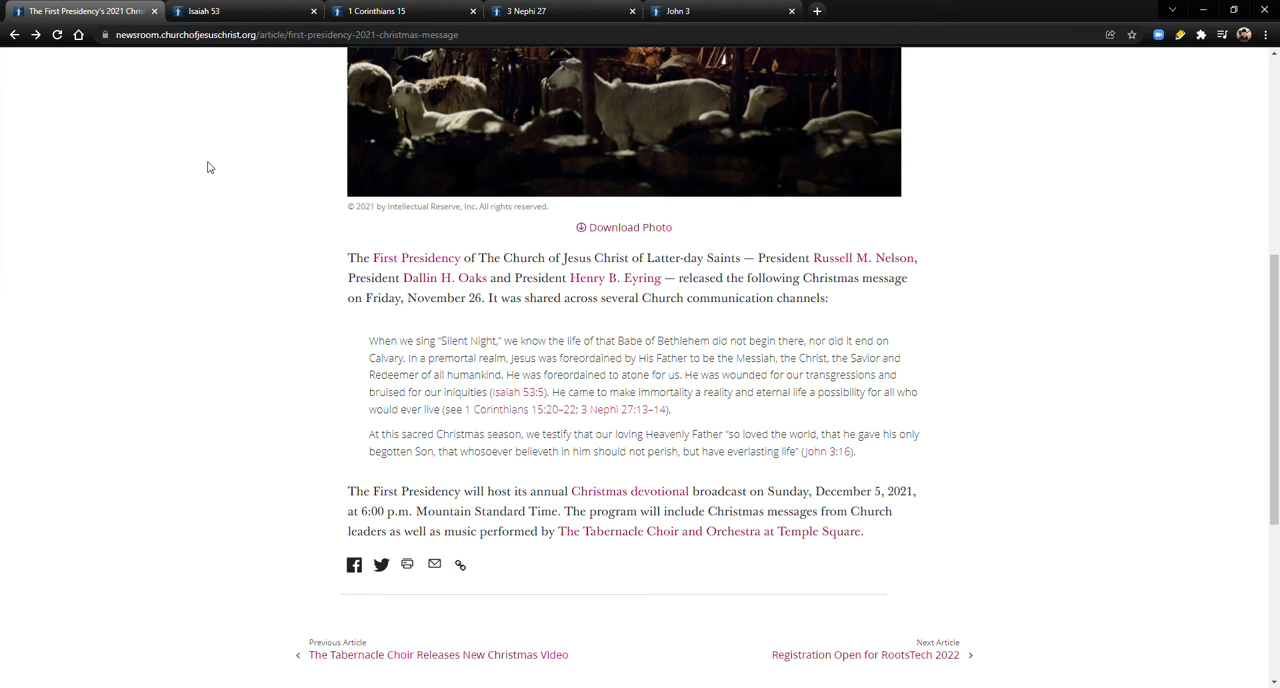 The First Presidency's 2021 Chris
Isaiah 53
1 Corinthians 15
3 Nephi 27
John 3
newsroom.churchofjesuschrist.org/article/first-presidency-2021-christmas-message
© 2021 by Intellectual Reserve, Inc. All rights reserved.
Download Photo
The First Presidency of The Church of Jesus Christ of Latter-day Saints — President Russell M. Nelson,
President Dallin H. Oaks and President Henry B. Eyring — released the following Christmas message
on Friday, November 26. It was shared across several Church communication channels:
When we sing “Silent Night,” we know the life of that Babe of Bethlehem did not begin there, nor did it end on
Calvary. In a premortal realm, Jesus was foreordained by His Father to be the Messiah, the Christ, the Savior and
Redeemer of all humankind. He was foreordained to atone for us. He was wounded for our transgressions and
bruised for our iniquities (Isaiah 53:5). He came to make immortality a reality and eternal life a possibility for all who
would ever live (see 1 Corinthians 15:20–22; 3 Nephi 27:13–14).
At this sacred Christmas season, we testify that our loving Heavenly Father “so loved the world, that he gave his only
begotten Son, that whosoever believeth in him should not perish, but have everlasting life” (John 3:16).
The First Presidency will host its annual Christmas devotional broadcast on Sunday, December 5, 2021,
at 6:00 p.m. Mountain Standard Time. The program will include Christmas messages from Church
leaders as well as music performed by The Tabernacle Choir and Orchestra at Temple Square.
Previous Article
The Tabernacle Choir Releases New Christmas Video
Next Article
Registration Open for RootsTech 2022